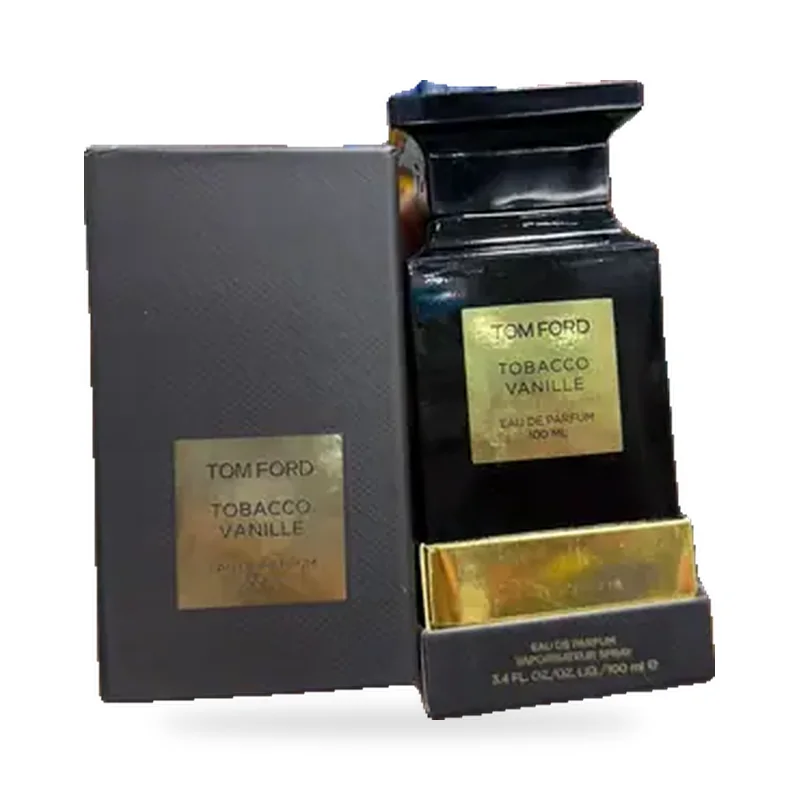 TOM FORD
TOBACCO
VANILLE
TOM FORD
TOBACCO
VANILLE
EAU DE PARFUM
100 ML
EAU DE PARFUM
VAPORISATEUR SPRAY
3.4 FL. OZ./OZ. LIQ./100 ml ℮